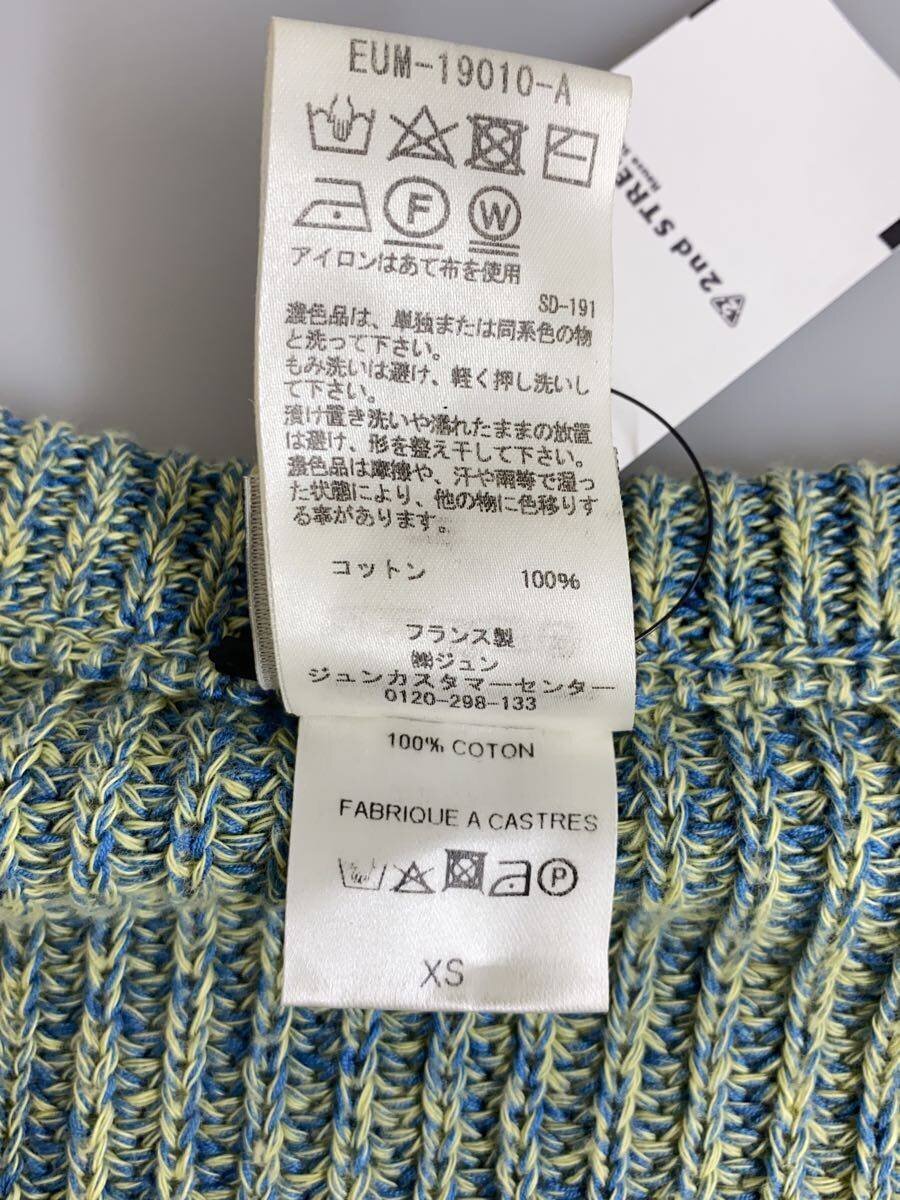 EUM-19010-A
F W
アイロンはあて布を使用
SD-191
濃色品は、単独または同系色の物
と洗って下さい。
もみ洗いは避け、軽く押し洗いし
て下さい。
漬け置き洗いや濡れたままの放置
は避け、形を整え干して下さい。
濃色品は摩擦や、汗や雨等で湿っ
た状態により、他の物に色移りす
る事があります。
コットン 100%
フランス製
㈱ジュン
ジュンカスタマーセンター
0120-298-133
100% COTON
FABRIQUE A CASTRES
P
XS
2nd STRE